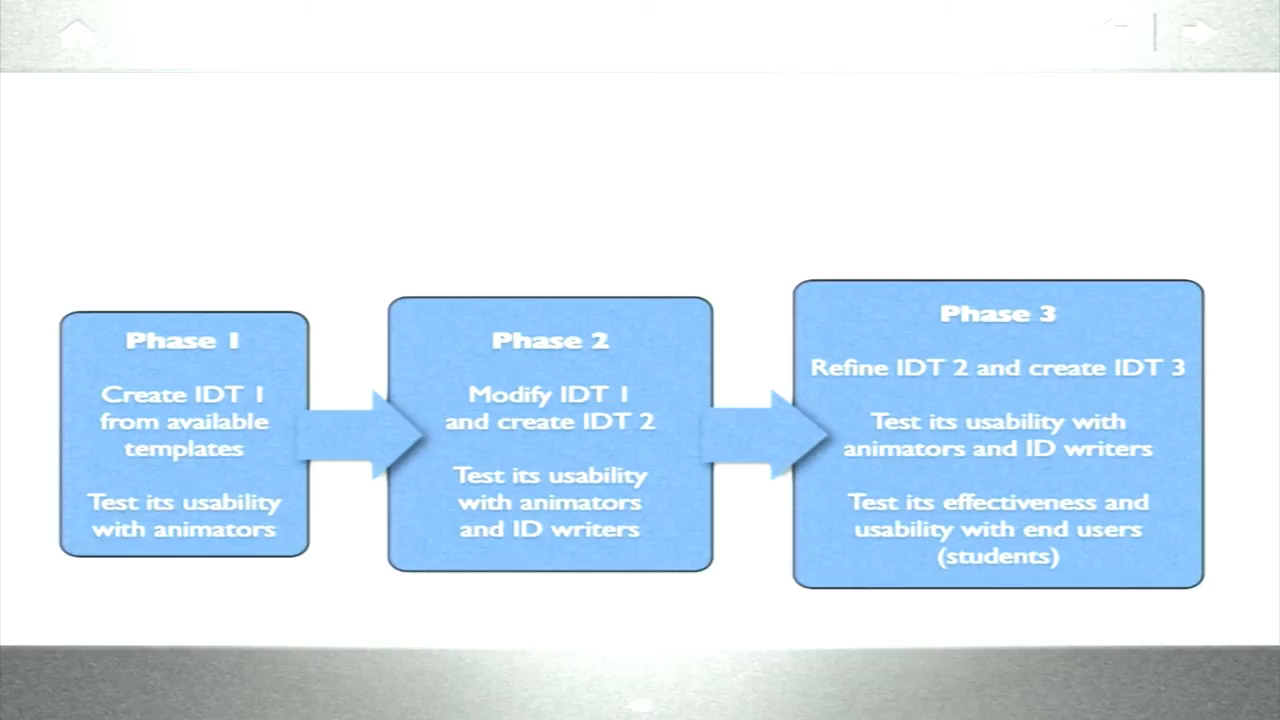 Phase 1
Create IDT 1
from available
templates
Test its usability
with animators
Phase 2
Modify IDT 1
and create IDT 2
Test its usability
with animators
and ID writers
Phase 3
Refine IDT 2 and create IDT 3
Test its usability with
animators and ID writers
Test its effectiveness and
usability with end users
(students)